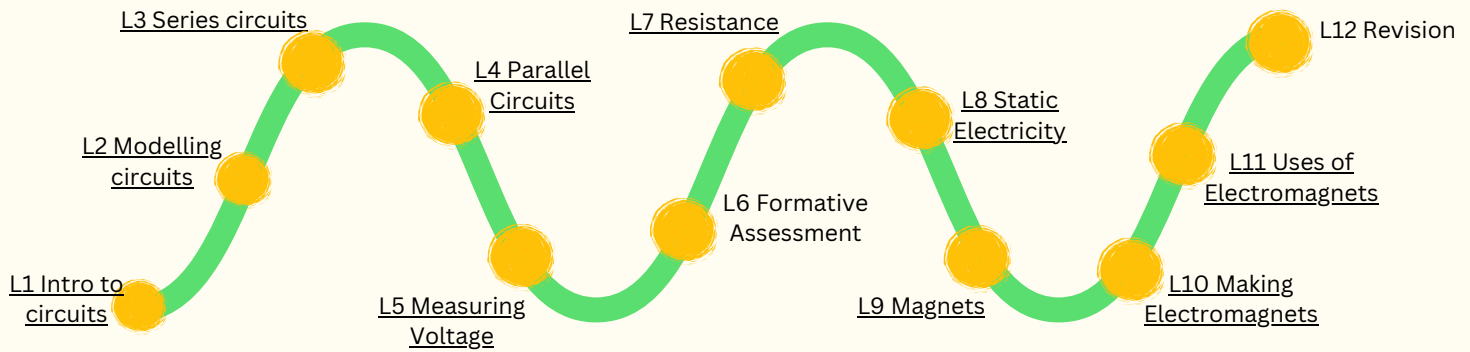 L1 Intro to
circuits
L2 Modelling
circuits
L3 Series circuits
L4 Parallel
Circuits
L5 Measuring
Voltage
L6 Formative
Assessment
L7 Resistance
L8 Static
Electricity
L9 Magnets
L10 Making
Electromagnets
L11 Uses of
Electromagnets
L12 Revision